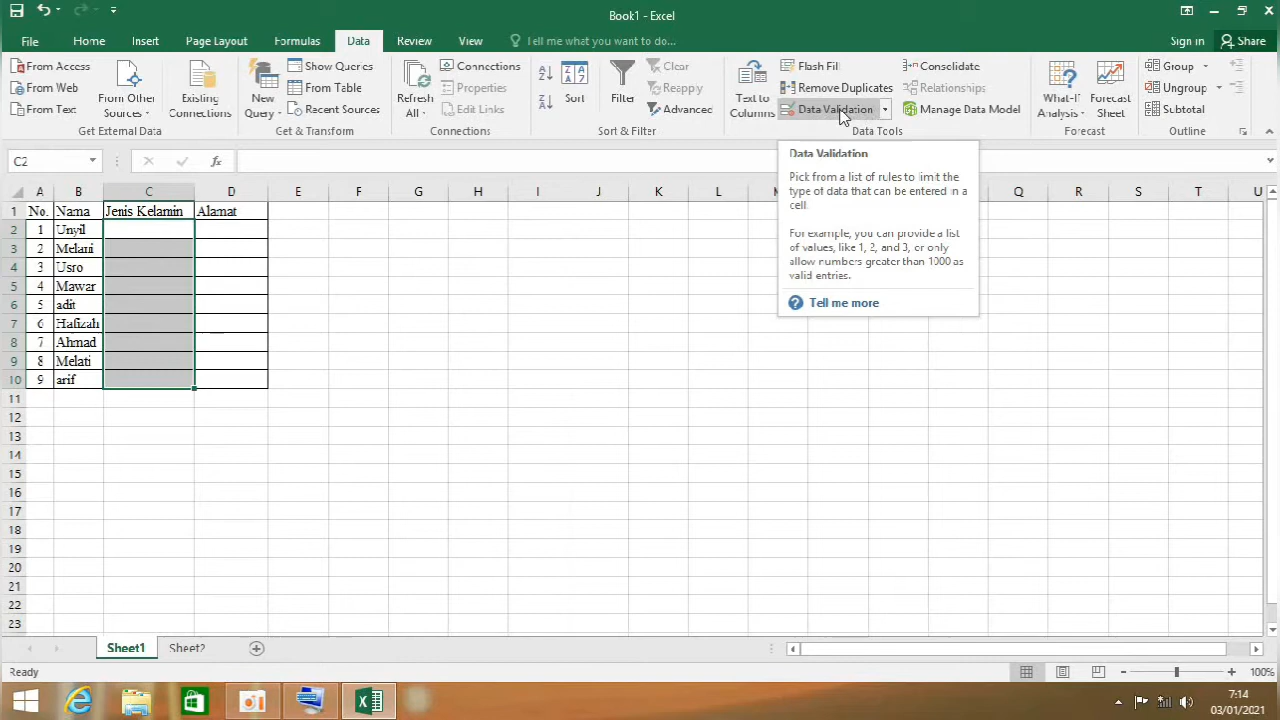 Book1 - Excel
File Home Insert Page Layout Formulas Data Review View Tell me what you want to do... Sign in Share
From Access
From Web
From Text
From Other Sources
Existing Connections
Get External Data
New Query
Show Queries
From Table
Recent Sources
Get & Transform
Refresh All
Connections
Properties
Edit Links
Connections
Sort
Filter
Clear
Reapply
Advanced
Sort & Filter
Text to Columns
Flash Fill
Remove Duplicates
Data Validation
Consolidate
Relationships
Manage Data Model
Data Tools
What-If Analysis
Forecast Sheet
Forecast
Group
Ungroup
Subtotal
Outline
C2
fx
Data Validation
Pick from a list of rules to limit the
type of data that can be entered in a
cell.
For example, you can provide a list
of values, like 1, 2, and 3, or only
allow numbers greater than 1000 as
valid entries.
Tell me more
A B C D E F G H I J K L M Q R S T U
1 No. Nama Jenis Kelamin Alamat
2 1 Unyil
3 2 Melani
4 3 Usro
5 4 Mawar
6 5 adit
7 6 Hafizah
8 7 Ahmad
9 8 Melati
10 9 arif
11
12
13
14
15
16
17
18
19
20
21
22
23
Sheet1 Sheet2
Ready
100%
7:14
03/01/2021